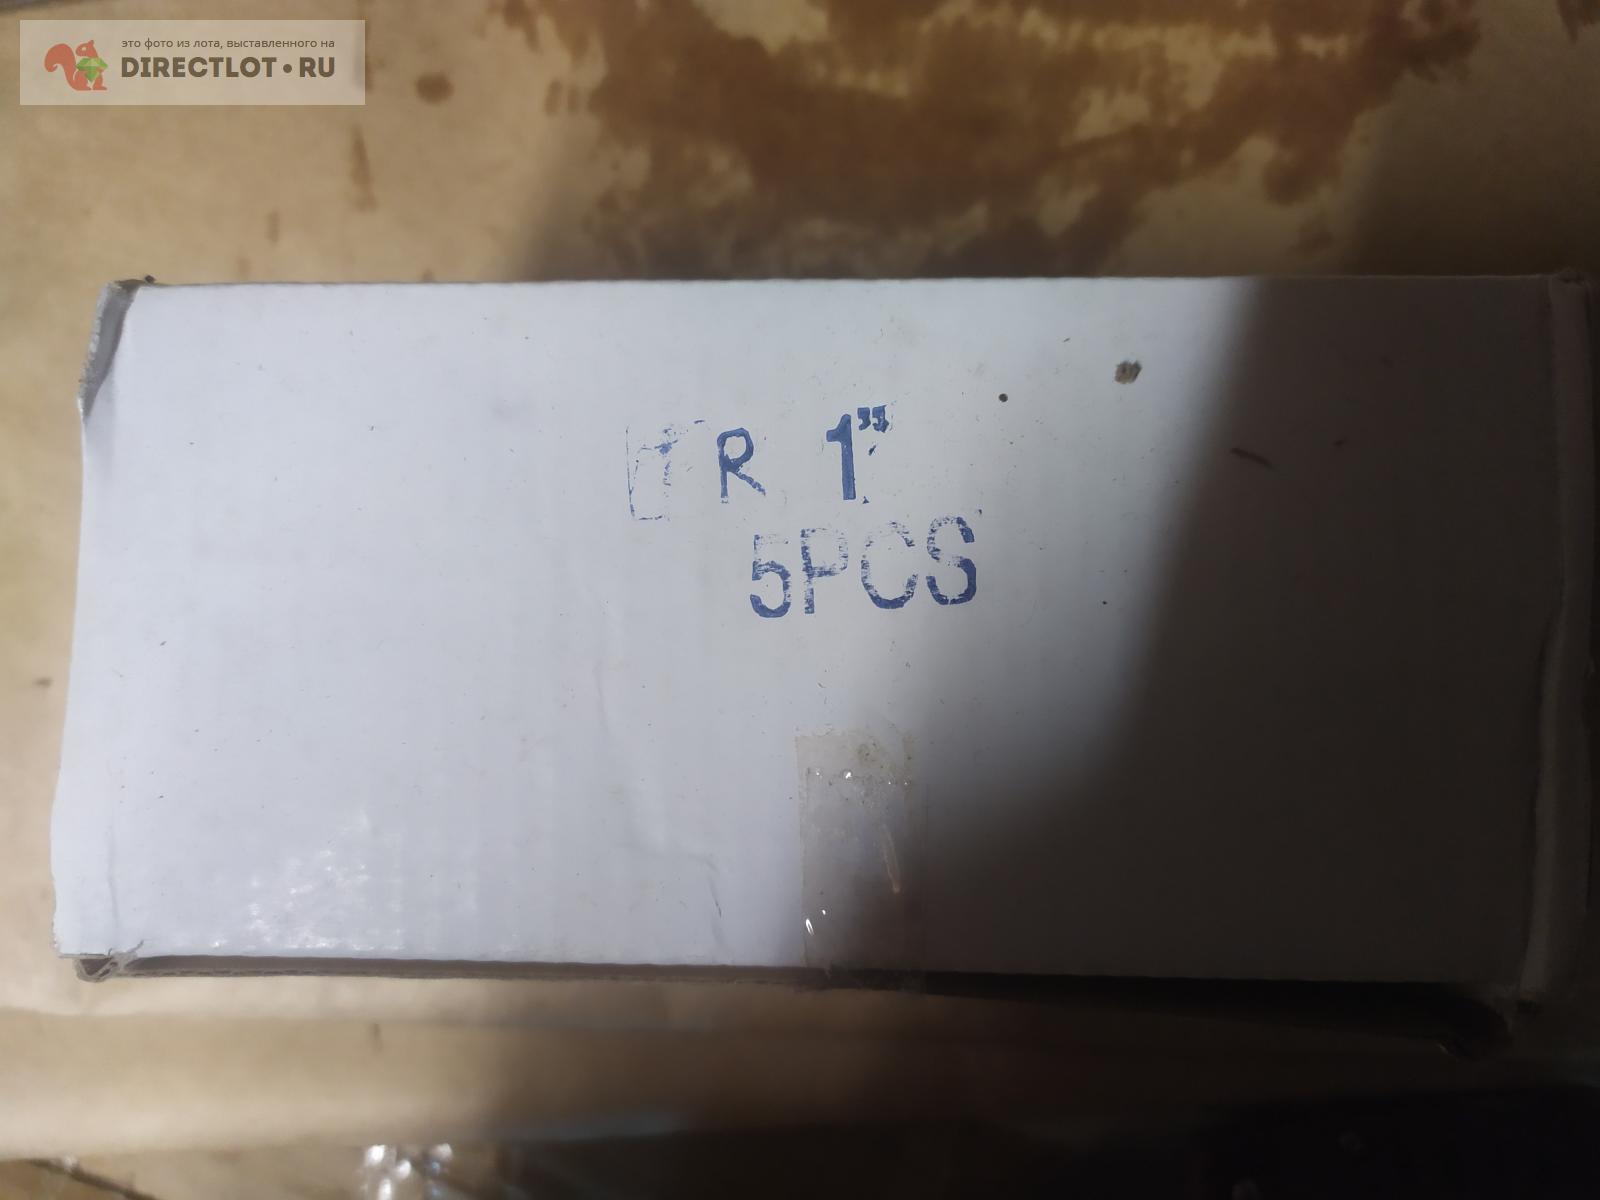 это фото из лота, выставленного на
DIRECTLOT•RU
R 1"
5PCS